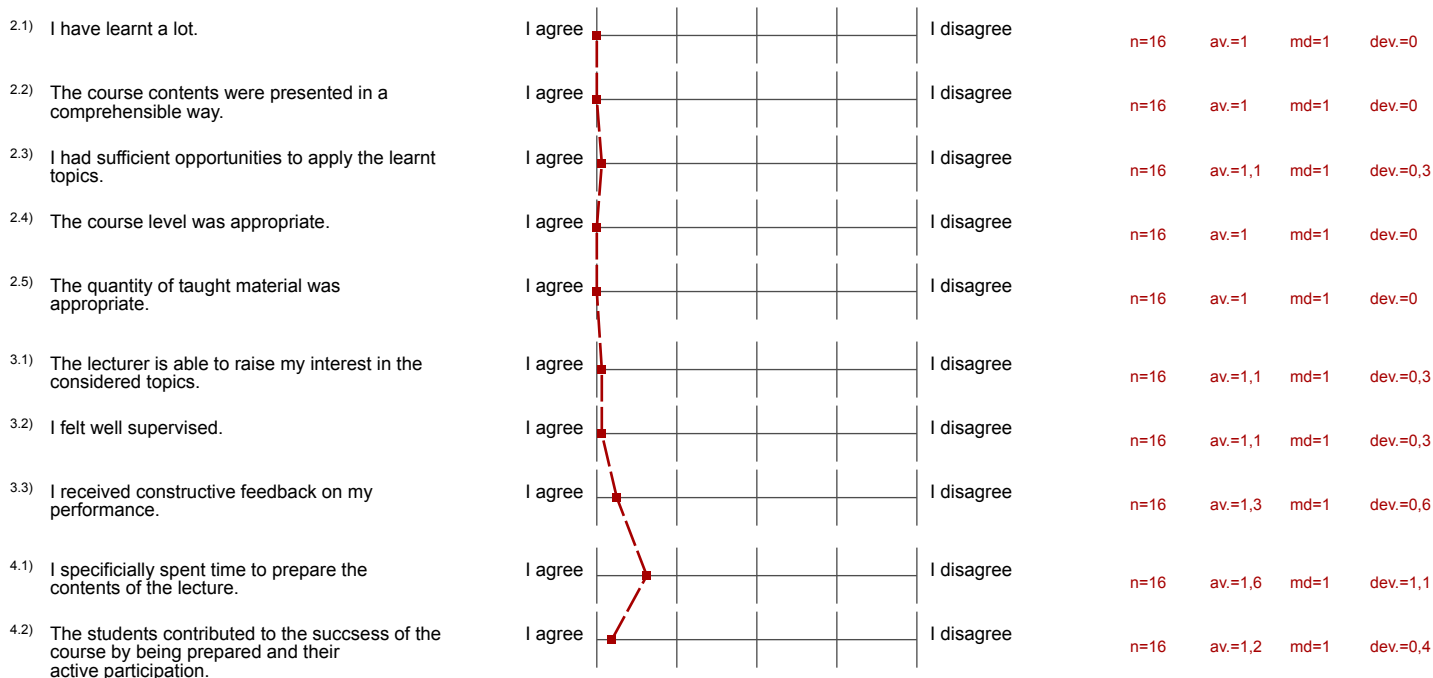 2.1) I have learnt a lot. I agree I disagree n=16 av.=1 md=1 dev.=0
2.2) The course contents were presented in a I agree I disagree n=16 av.=1 md=1 dev.=0
comprehensible way.
2.3) I had sufficient opportunities to apply the learnt I agree I disagree n=16 av.=1,1 md=1 dev.=0,3
topics.
2.4) The course level was appropriate. I agree I disagree n=16 av.=1 md=1 dev.=0
2.5) The quantity of taught material was I agree I disagree n=16 av.=1 md=1 dev.=0
appropriate.
3.1) The lecturer is able to raise my interest in the I agree I disagree n=16 av.=1,1 md=1 dev.=0,3
considered topics.
3.2) I felt well supervised. I agree I disagree n=16 av.=1,1 md=1 dev.=0,3
3.3) I received constructive feedback on my I agree I disagree n=16 av.=1,3 md=1 dev.=0,6
performance.
4.1) I specificially spent time to prepare the I agree I disagree n=16 av.=1,6 md=1 dev.=1,1
contents of the lecture.
4.2) The students contributed to the succsess of the I agree I disagree n=16 av.=1,2 md=1 dev.=0,4
course by being prepared and their
active participation.